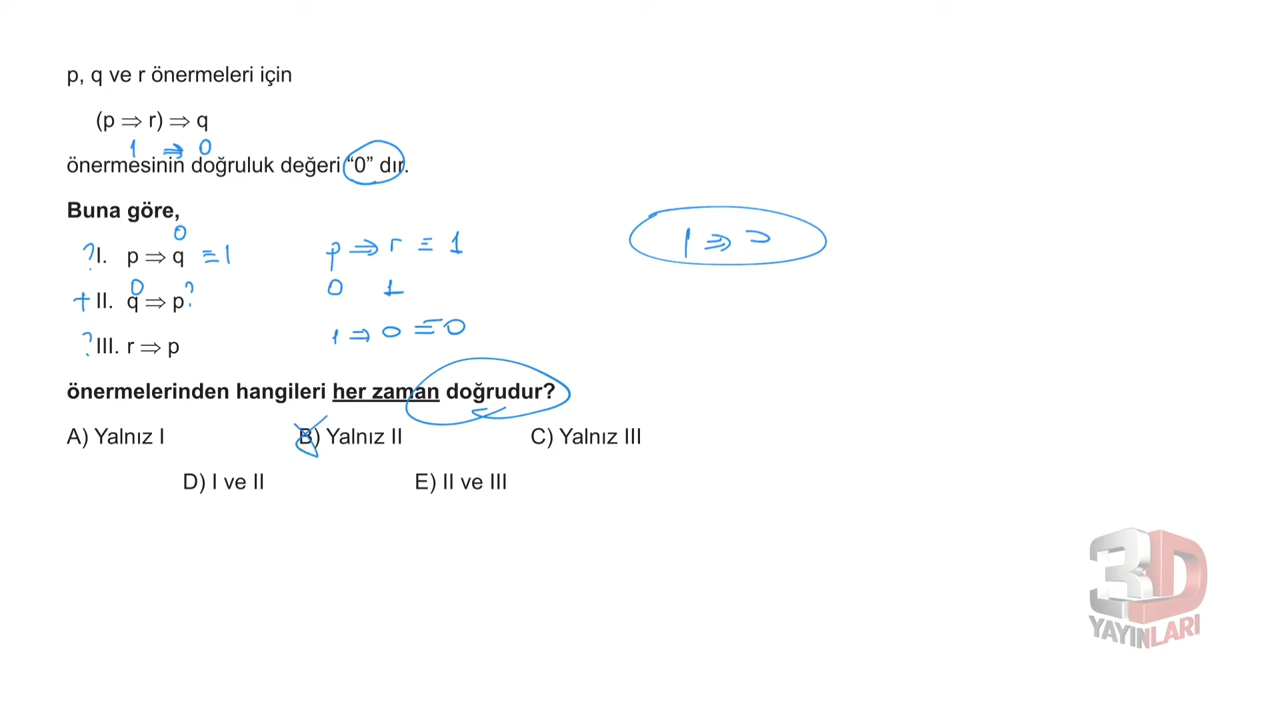 p, q ve r önermeleri için
(p ⇒ r) ⇒ q
1 ⇒ 0
önermesinin doğruluk değeri “0” dır.
Buna göre,
0
? I. p ⇒ q ≡ 1
p ⇒ r ≡ 1
1 ⇒
0 ?
+ II. q ⇒ p
0 1
? III. r ⇒ p
1 ⇒ 0 ≡ 0
önermelerinden hangileri her zaman doğrudur?
A) Yalnız I B) Yalnız II C) Yalnız III
D) I ve II E) II ve III
3D
YAYINLARI